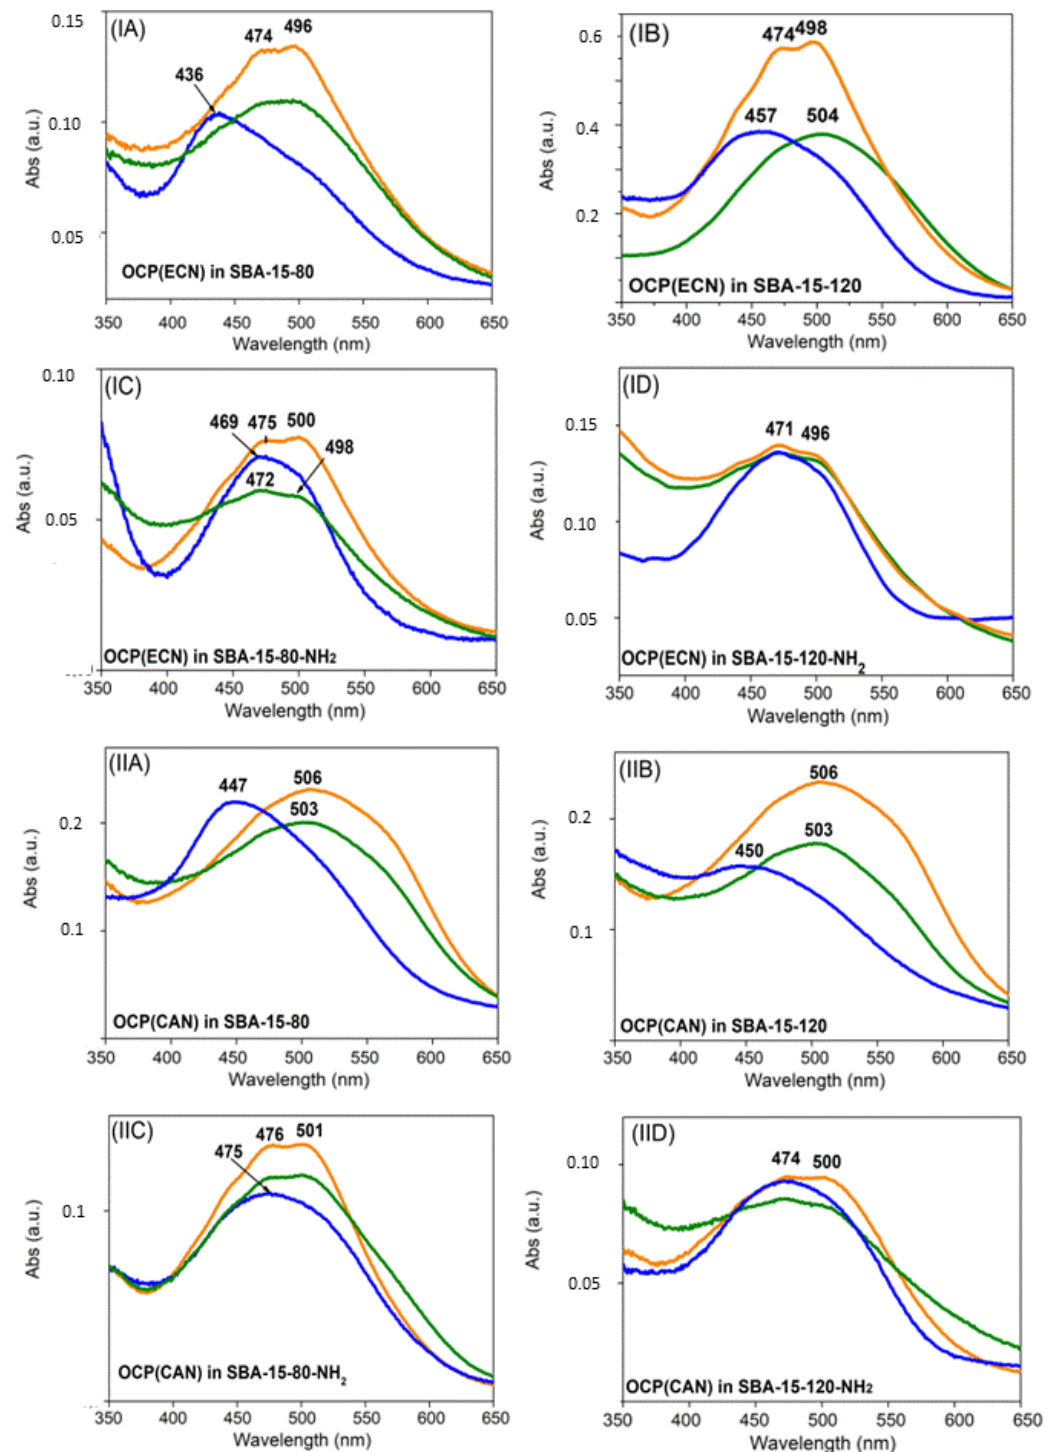 (IA)
0.15
0.10
0.05
Abs (a.u.)
474 496
436
OCP(ECN) in SBA-15-80
350 400 450 500 550 600 650
Wavelength (nm)
(IB)
0.6
0.4
0.2
Abs (a.u.)
474 498
457 504
OCP(ECN) in SBA-15-120
350 400 450 500 550 600 650
Wavelength (nm)
(IC)
0.10
0.05
Abs (a.u.)
469 475 500
498
472
OCP(ECN) in SBA-15-80-NH2
350 400 450 500 550 600 650
Wavelength (nm)
(ID)
0.15
0.10
0.05
Abs (a.u.)
471 496
OCP(ECN) in SBA-15-120-NH2
350 400 450 500 550 600 650
Wavelength (nm)
(IIA)
0.2
0.1
Abs (a.u.)
447 506
503
OCP(CAN) in SBA-15-80
350 400 450 500 550 600 650
Wavelength (nm)
(IIB)
0.2
0.1
Abs (a.u.)
506
503
450
OCP(CAN) in SBA-15-120
350 400 450 500 550 600 650
Wavelength (nm)
(IIC)
0.1
Abs (a.u.)
476 501
475
OCP(CAN) in SBA-15-80-NH2
350 400 450 500 550 600 650
Wavelength (nm)
(IID)
0.10
0.05
Abs (a.u.)
474 500
OCP(CAN) in SBA-15-120-NH2
350 400 450 500 550 600 650
Wavelength (nm)